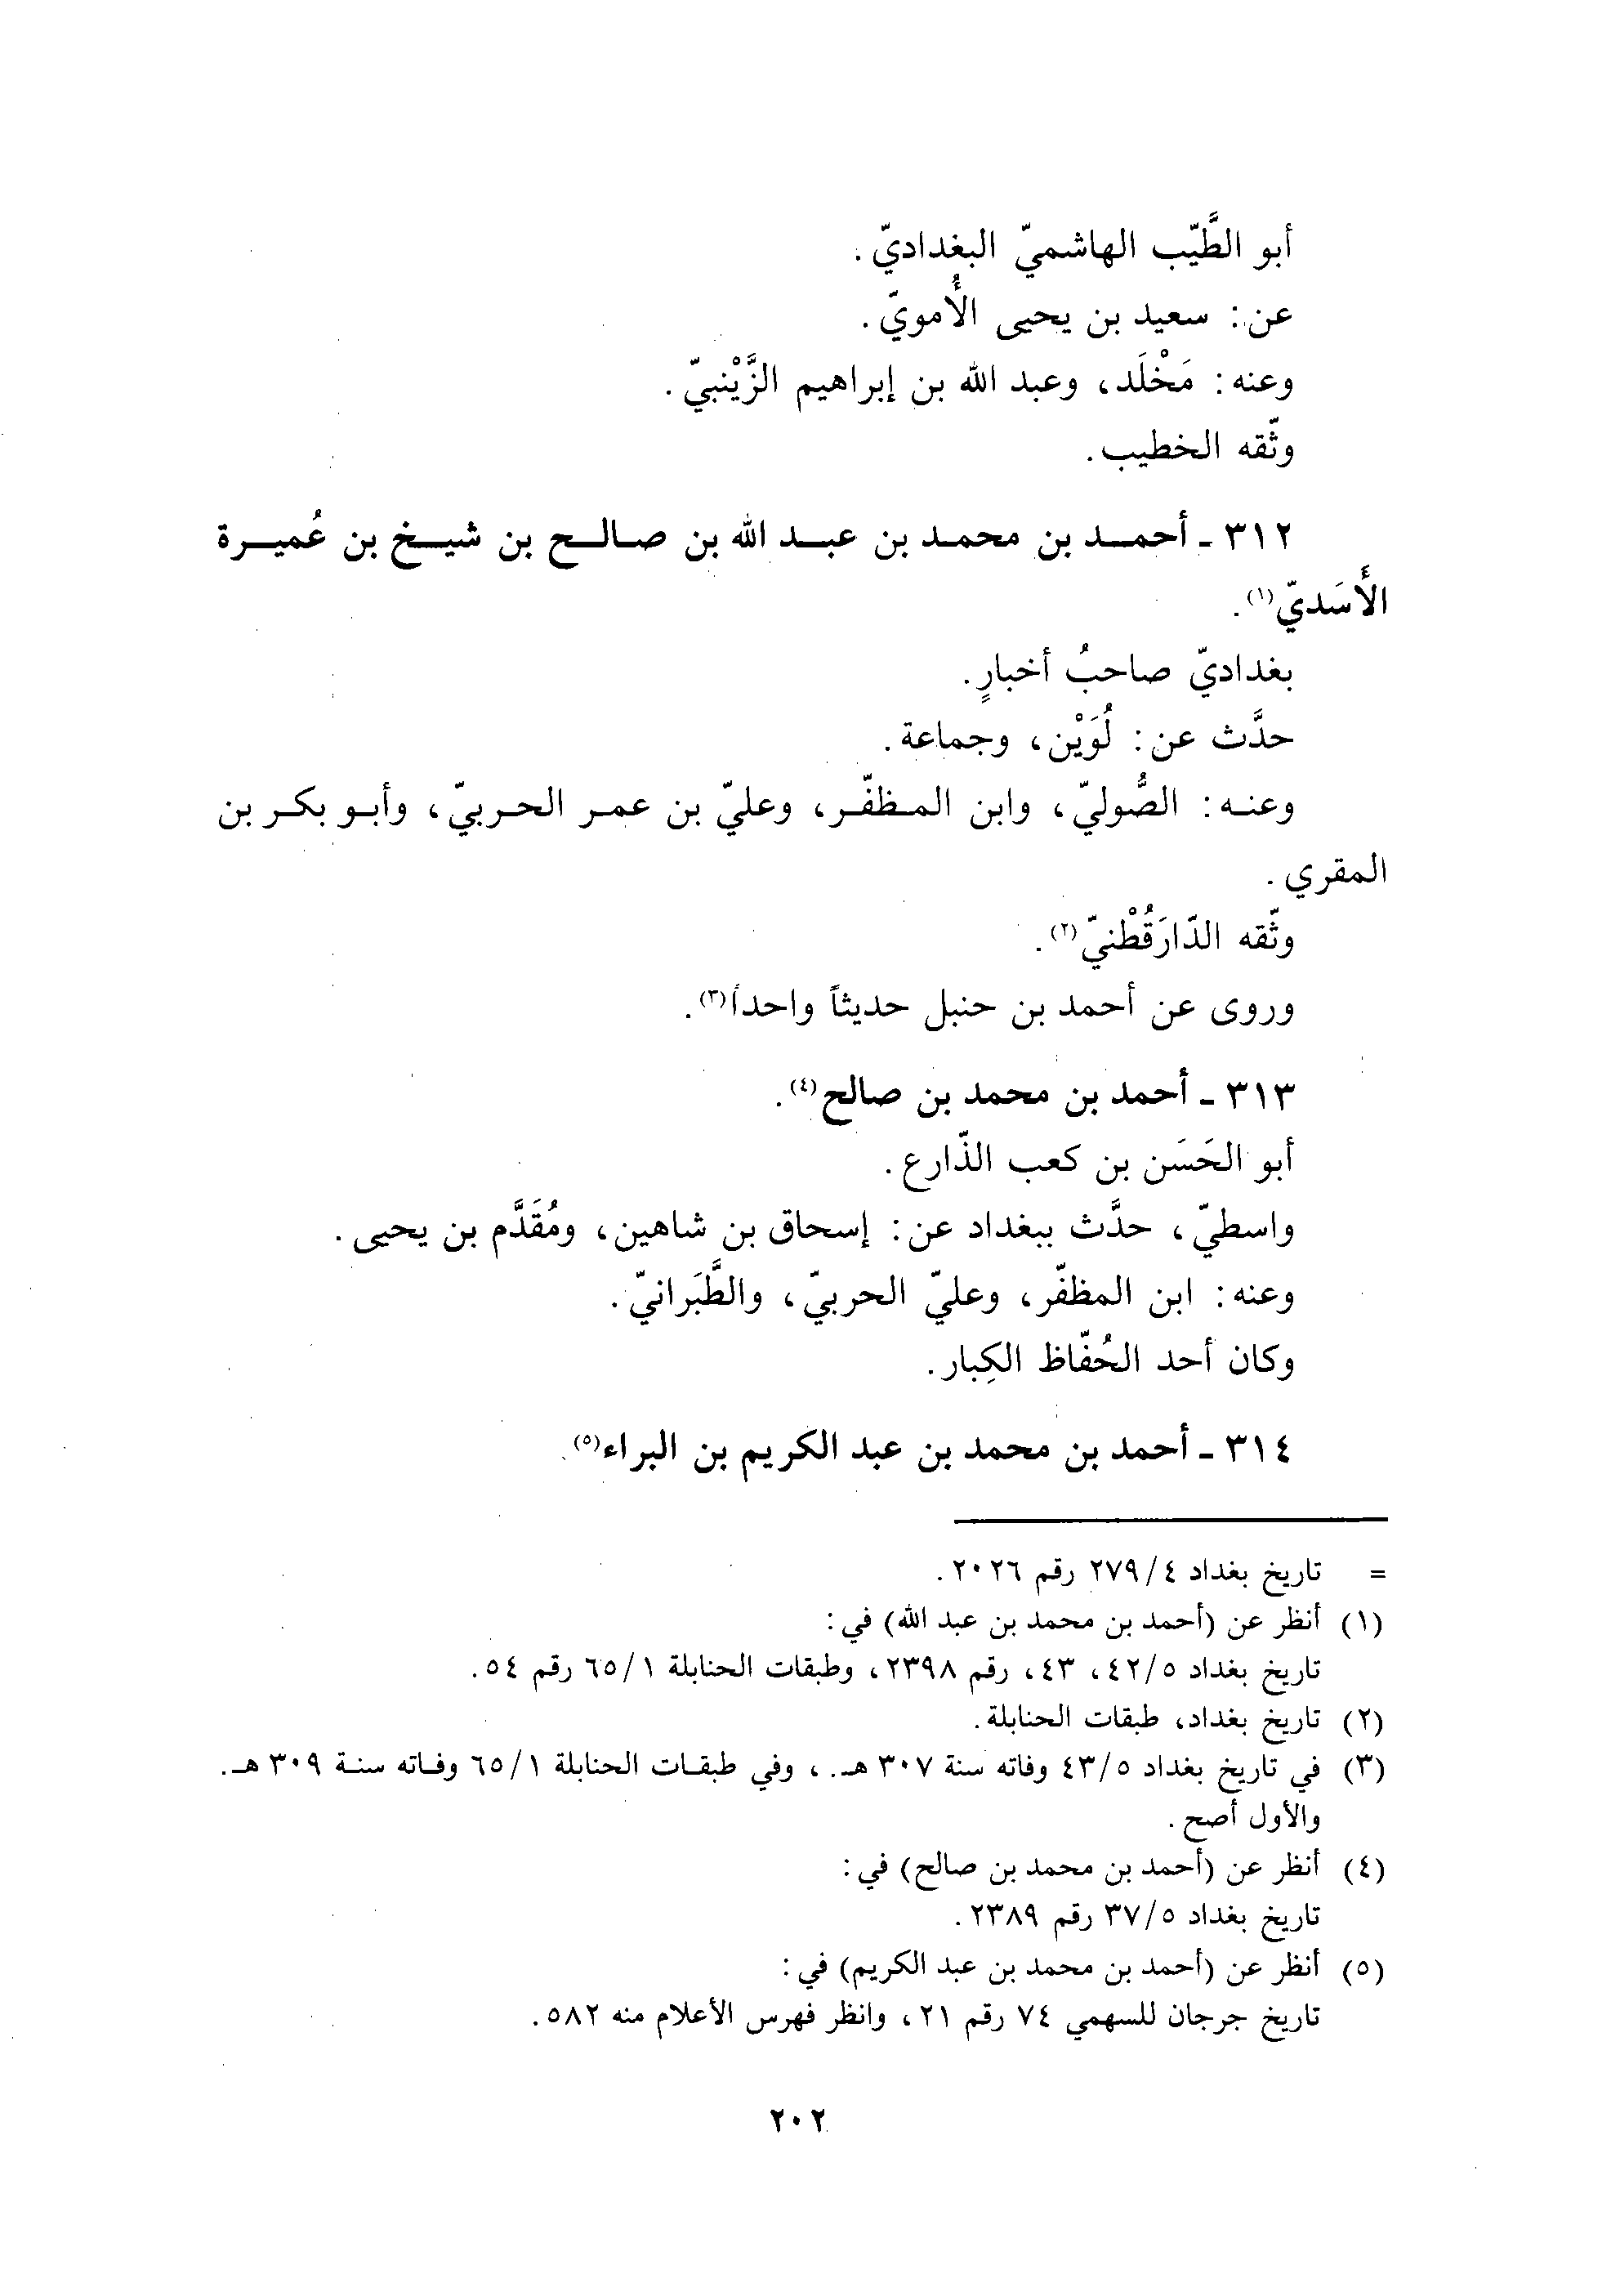 أبو الطَّيّب الهاشميّ البغداديّ.
عن: سعيد بن يحيى الأُمويّ.
وعنه: مَخْلَد، وعبد الله بن إبراهيم الزَّيْنبيّ.
وثّقه الخطيب.
٣١٢ - أحمد بن محمد بن عبد الله بن صالح بن شيخ بن عُميرة
الأَسَديّ(١).
بغداديّ صاحبُ أخبارٍ.
حدَّث عن: لُوَيْن، وجماعة.
وعنه: الصُّوليّ، وابن المظفّر، وعليّ بن عمر الحربيّ، وأبو بكر بن
المقري.
وثّقه الدّارَقُطْنيّ(٢).
وروى عن أحمد بن حنبل حديثاً واحداً(٣).
٣١٣ - أحمد بن محمد بن صالح(٤).
أبو الحَسَن بن كعب الذّارع.
واسطيّ، حدَّث ببغداد عن: إسحاق بن شاهين، ومُقَدَّم بن يحيى.
وعنه: ابن المظفّر، وعليّ الحربيّ، والطَّبَرانيّ.
وكان أحد الحُفّاظ الكِبار.
٣١٤ - أحمد بن محمد بن عبد الكريم بن البراء(٥).
= تاريخ بغداد ٢٧٩/٤ رقم ٢٠٢٦.
(١) أنظر عن (أحمد بن محمد بن عبد الله) في:
تاريخ بغداد ٤٢/٥، ٤٣، رقم ٢٣٩٨، وطبقات الحنابلة ٦٥/١ رقم ٥٤.
(٢) تاريخ بغداد، طبقات الحنابلة.
(٣) في تاريخ بغداد ٤٣/٥ وفاته سنة ٣٠٧ هـ.، وفي طبقات الحنابلة ٦٥/١ وفاته سنة ٣٠٩ هـ.
والأول أصح.
(٤) أنظر عن (أحمد بن محمد بن صالح) في:
تاريخ بغداد ٣٧/٥ رقم ٢٣٨٩.
(٥) أنظر عن (أحمد بن محمد بن عبد الكريم) في:
تاريخ جرجان للسهمي ٧٤ رقم ٢١، وانظر فهرس الأعلام منه ٥٨٢.
٢٠٢